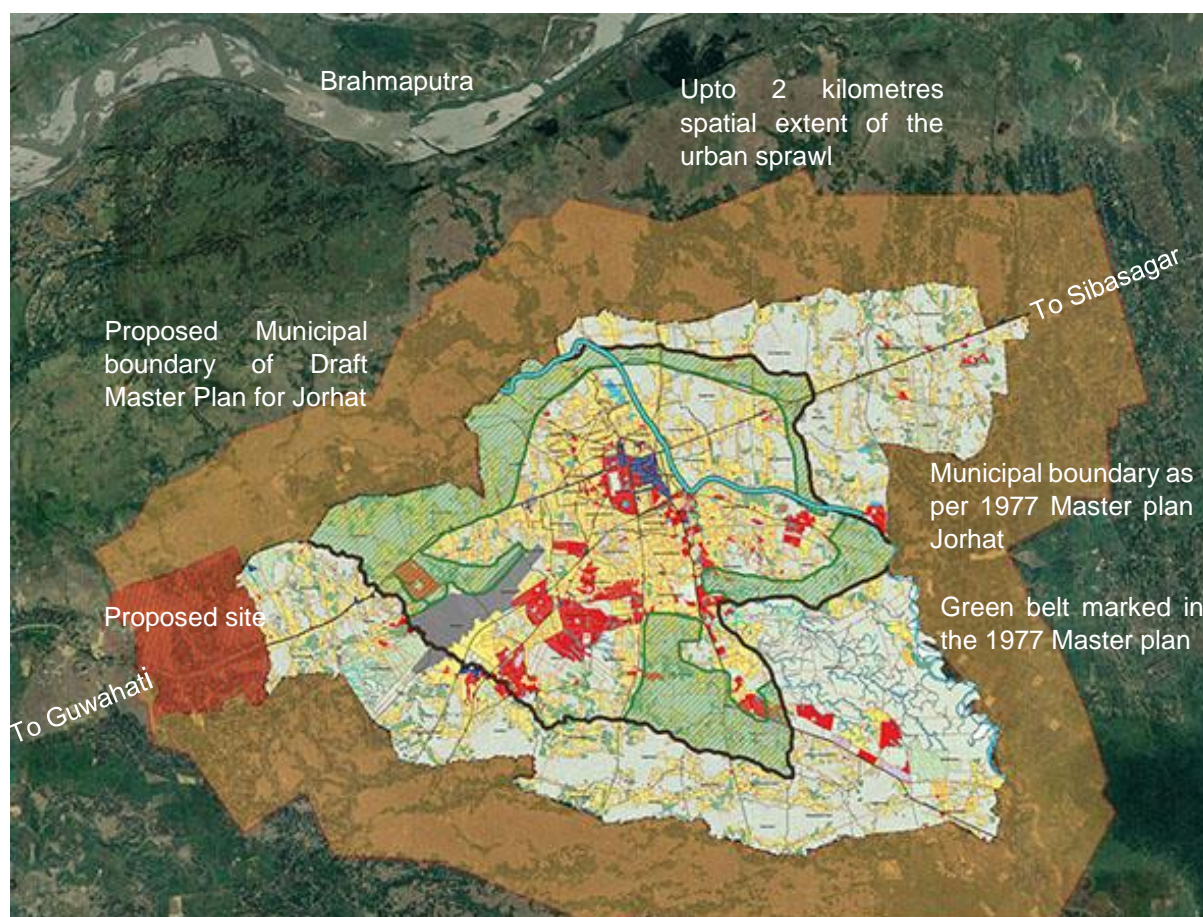 Brahmaputra
Upto 2 kilometres
spatial extent of the
urban sprawl
To Sibasagar
Proposed Municipal
boundary of Draft
Master Plan for Jorhat
Municipal boundary as
per 1977 Master plan
Jorhat
Green belt marked in
the 1977 Master plan
Proposed site
To Guwahati